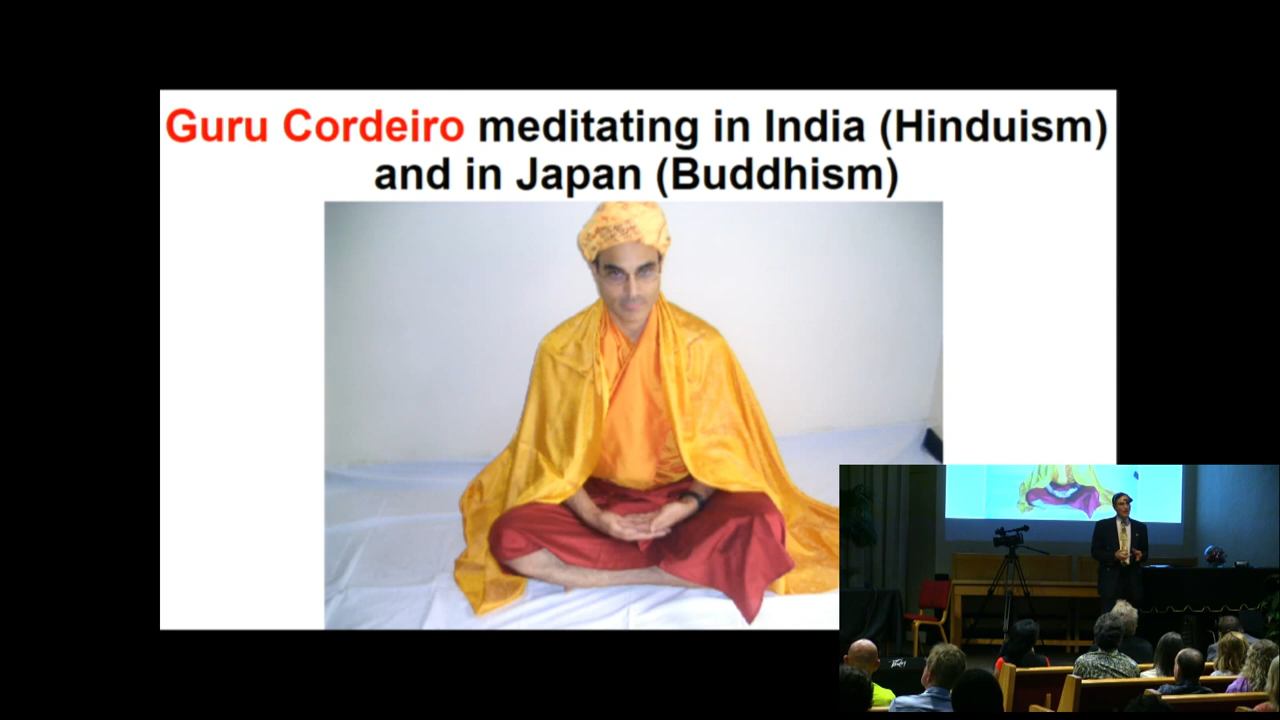 Guru Cordeiro meditating in India (Hinduism)
and in Japan (Buddhism)